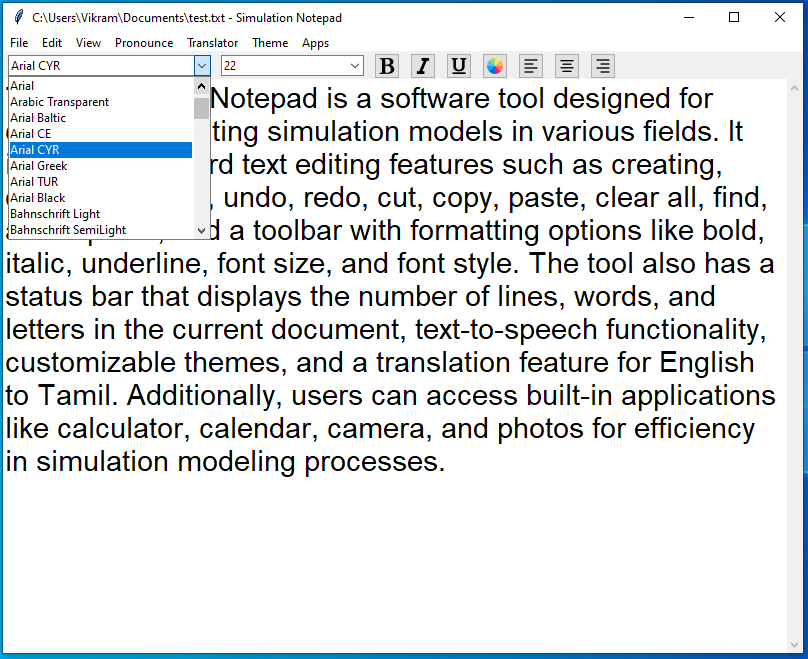 C:\Users\Vikram\Documents\test.txt - Simulation Notepad
File Edit View Pronounce Translator Theme Apps
Arial CYR 22 B I U
Arial
Arabic Transparent
Arial Baltic
Arial CE
Arial CYR
Arial Greek
Arial TUR
Arial Black
Bahnschrift Light
Bahnschrift SemiLight
Notepad is a software tool designed for
ting simulation models in various fields. It
rd text editing features such as creating,
, undo, redo, cut, copy, paste, clear all, find,
d a toolbar with formatting options like bold,
italic, underline, font size, and font style. The tool also has a
status bar that displays the number of lines, words, and
letters in the current document, text-to-speech functionality,
customizable themes, and a translation feature for English
to Tamil. Additionally, users can access built-in applications
like calculator, calendar, camera, and photos for efficiency
in simulation modeling processes.